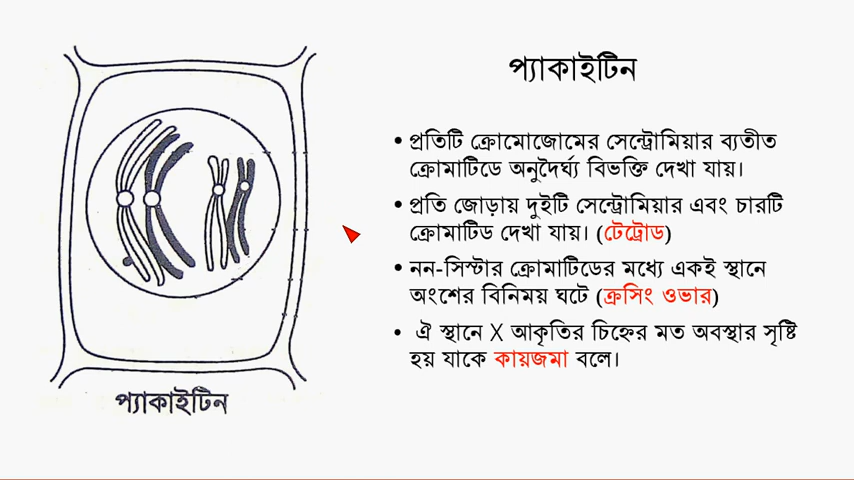 প্যাকাইটিন
• প্রতিটি ক্রোমোজোমের সেন্ট্রোমিয়ার ব্যতীত
ক্রোমাটিডে অনুদৈর্ঘ্য বিভক্তি দেখা যায়।
• প্রতি জোড়ায় দুইটি সেন্ট্রোমিয়ার এবং চারটি
ক্রোমাটিড দেখা যায়। (টেট্রোড)
• নন-সিস্টার ক্রোমাটিডের মধ্যে একই স্থানে
অংশের বিনিময় ঘটে (ক্রসিং ওভার)
• ঐ স্থানে X আকৃতির চিহ্নের মত অবস্থার সৃষ্টি
হয় যাকে কায়জমা বলে।
প্যাকাইটিন